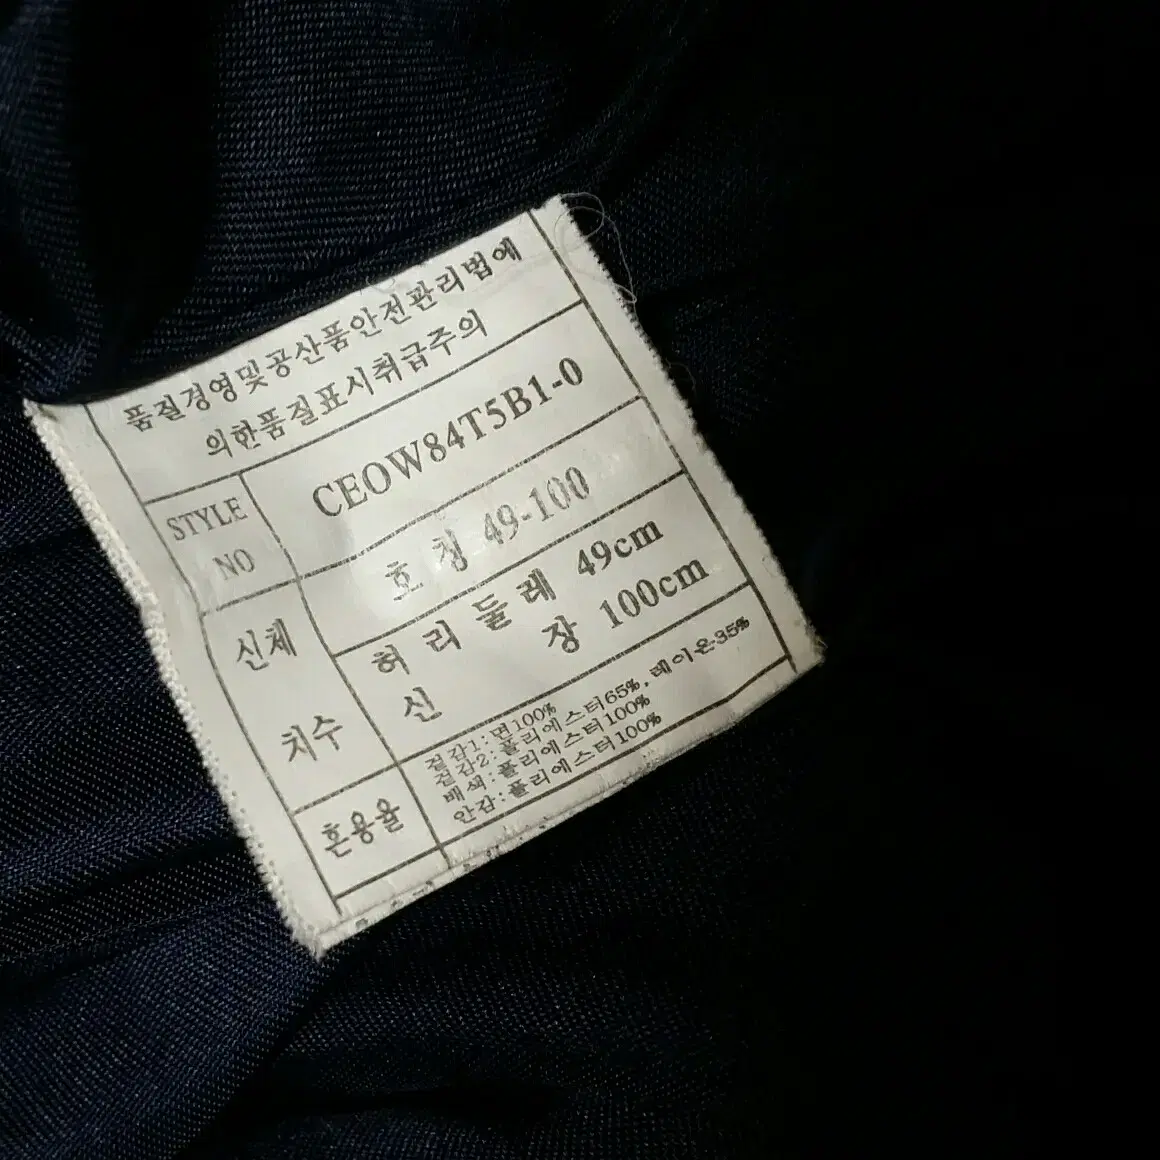 품질경영및공산품안전관리법에
의한품질표시취급주의
STYLE NO
CEOW84T5B1-0
신체 치수
호 칭 49-100
허 리 둘 레 49cm
신 장 100cm
혼용율
겉감1:면100%
겉감2:폴리에스터65%, 레이온35%
배색:폴리에스터100%
안감:폴리에스터100%